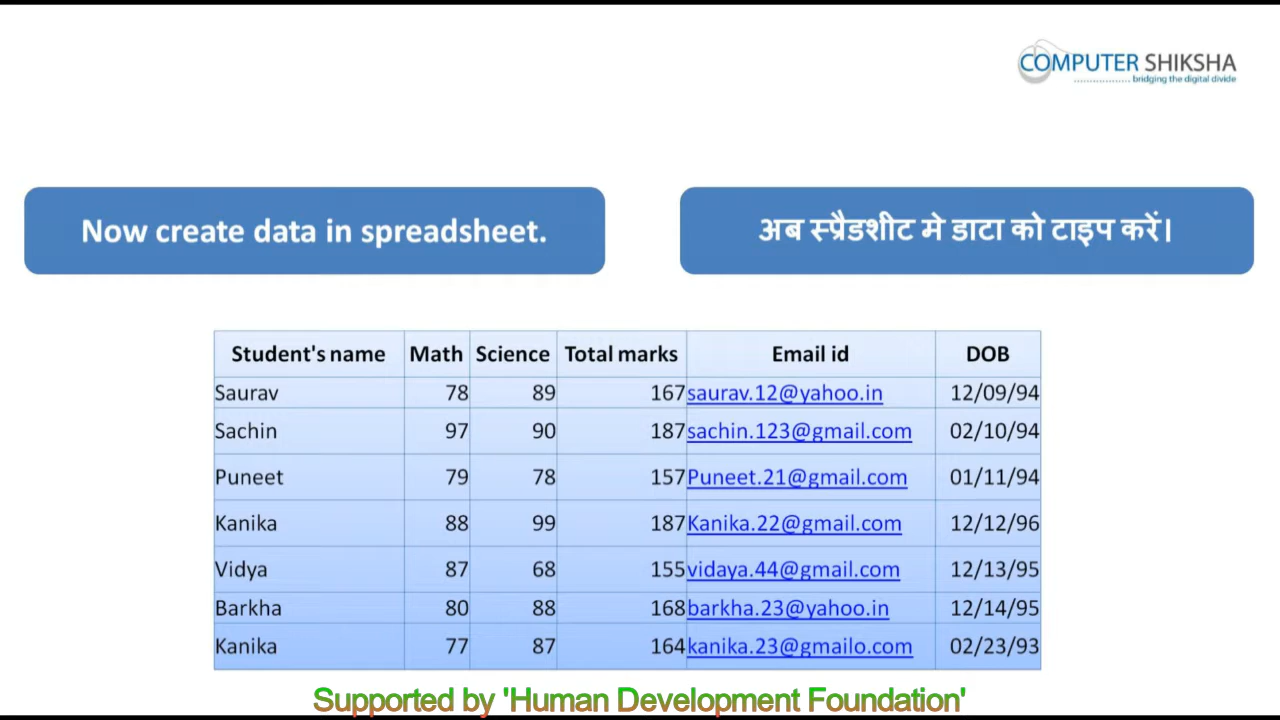 COMPUTER SHIKSHA
bridging the digital divide
Now create data in spreadsheet.
अब स्प्रैडशीट मे डाटा को टाइप करें।
Student's name Math Science Total marks Email id DOB
Saurav 78 89 167 saurav.12@yahoo.in 12/09/94
Sachin 97 90 187 sachin.123@gmail.com 02/10/94
Puneet 79 78 157 Puneet.21@gmail.com 01/11/94
Kanika 88 99 187 Kanika.22@gmail.com 12/12/96
Vidya 87 68 155 vidaya.44@gmail.com 12/13/95
Barkha 80 88 168 barkha.23@yahoo.in 12/14/95
Kanika 77 87 164 kanika.23@gmailo.com 02/23/93
Supported by 'Human Development Foundation'